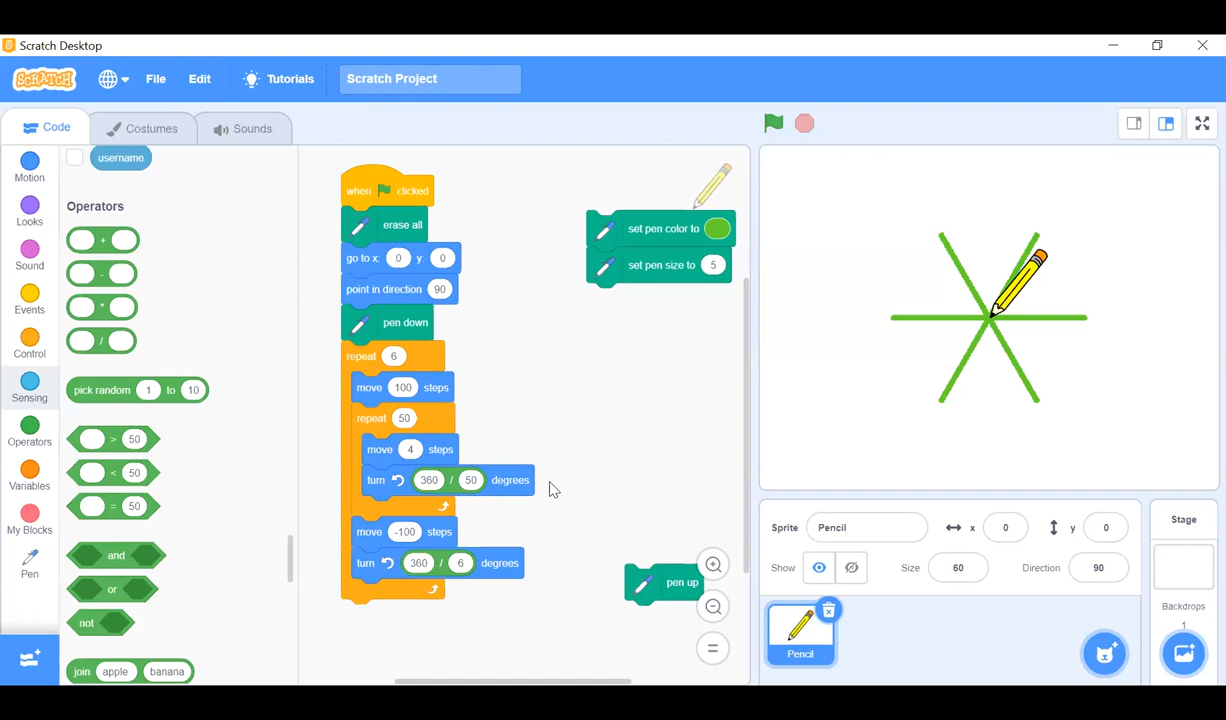 Scratch Desktop
SCRATCH File Edit Tutorials Scratch Project
Code Costumes Sounds
Motion
Looks
Sound
Events
Control
Sensing
Operators
Variables
My Blocks
Pen
username
Operators
+
-
*
/
pick random 1 to 10
> 50
< 50
= 50
and
or
not
join apple banana
when clicked
erase all
go to x: 0 y: 0
point in direction 90
pen down
repeat 6
move 100 steps
repeat 50
move 4 steps
turn 360 / 50 degrees
move -100 steps
turn 360 / 6 degrees
set pen color to
set pen size to 5
pen up
Sprite Pencil x 0 y 0
Show Size 60 Direction 90
Pencil
Stage
Backdrops
1